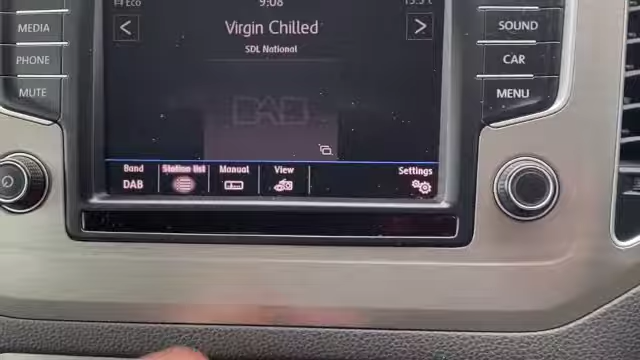 MEDIA
PHONE
MUTE
Eco
9:08
Virgin Chilled
SDL National
DAB
SOUND
CAR
MENU
Band
DAB
Station list
Manual
View
Settings